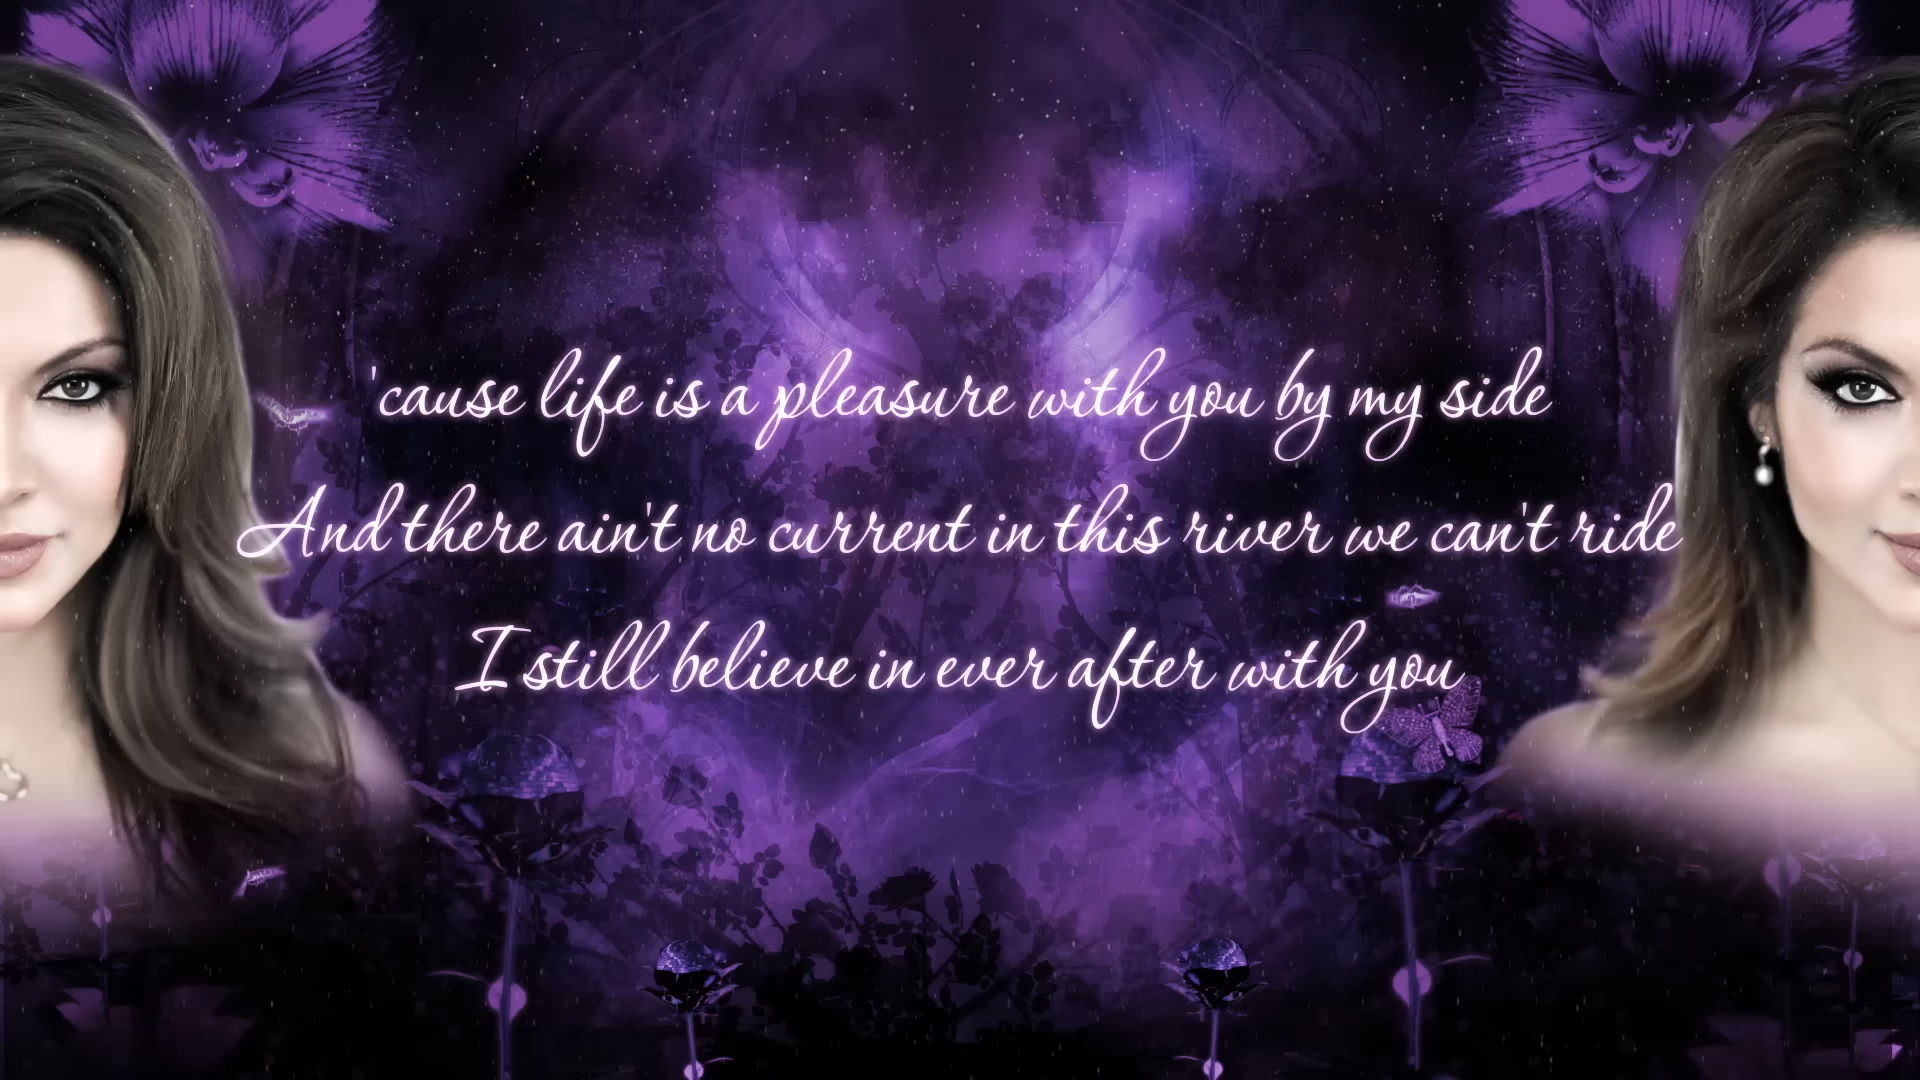 'cause life is a pleasure with you by my side
And there ain't no current in this river we can't ride
I still believe in ever after with you